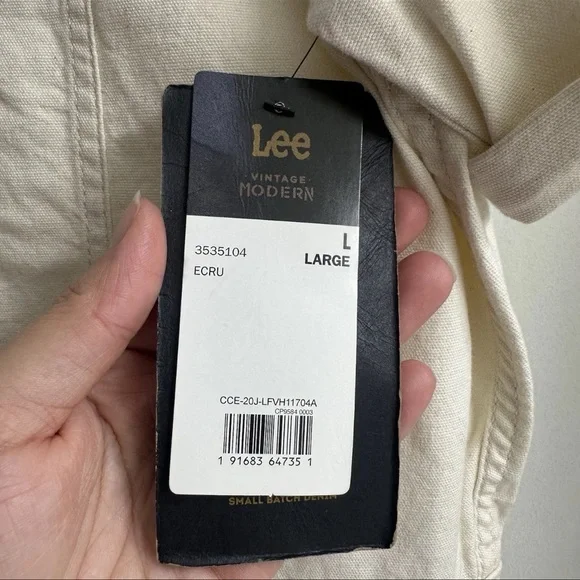 Lee
- VINTAGE -
MODERN
3535104
L
LARGE
ECRU
CCE-20J-LFVH11704A
CP9584 0003
1 91683 64735 1
SMALL BATCH DENIM